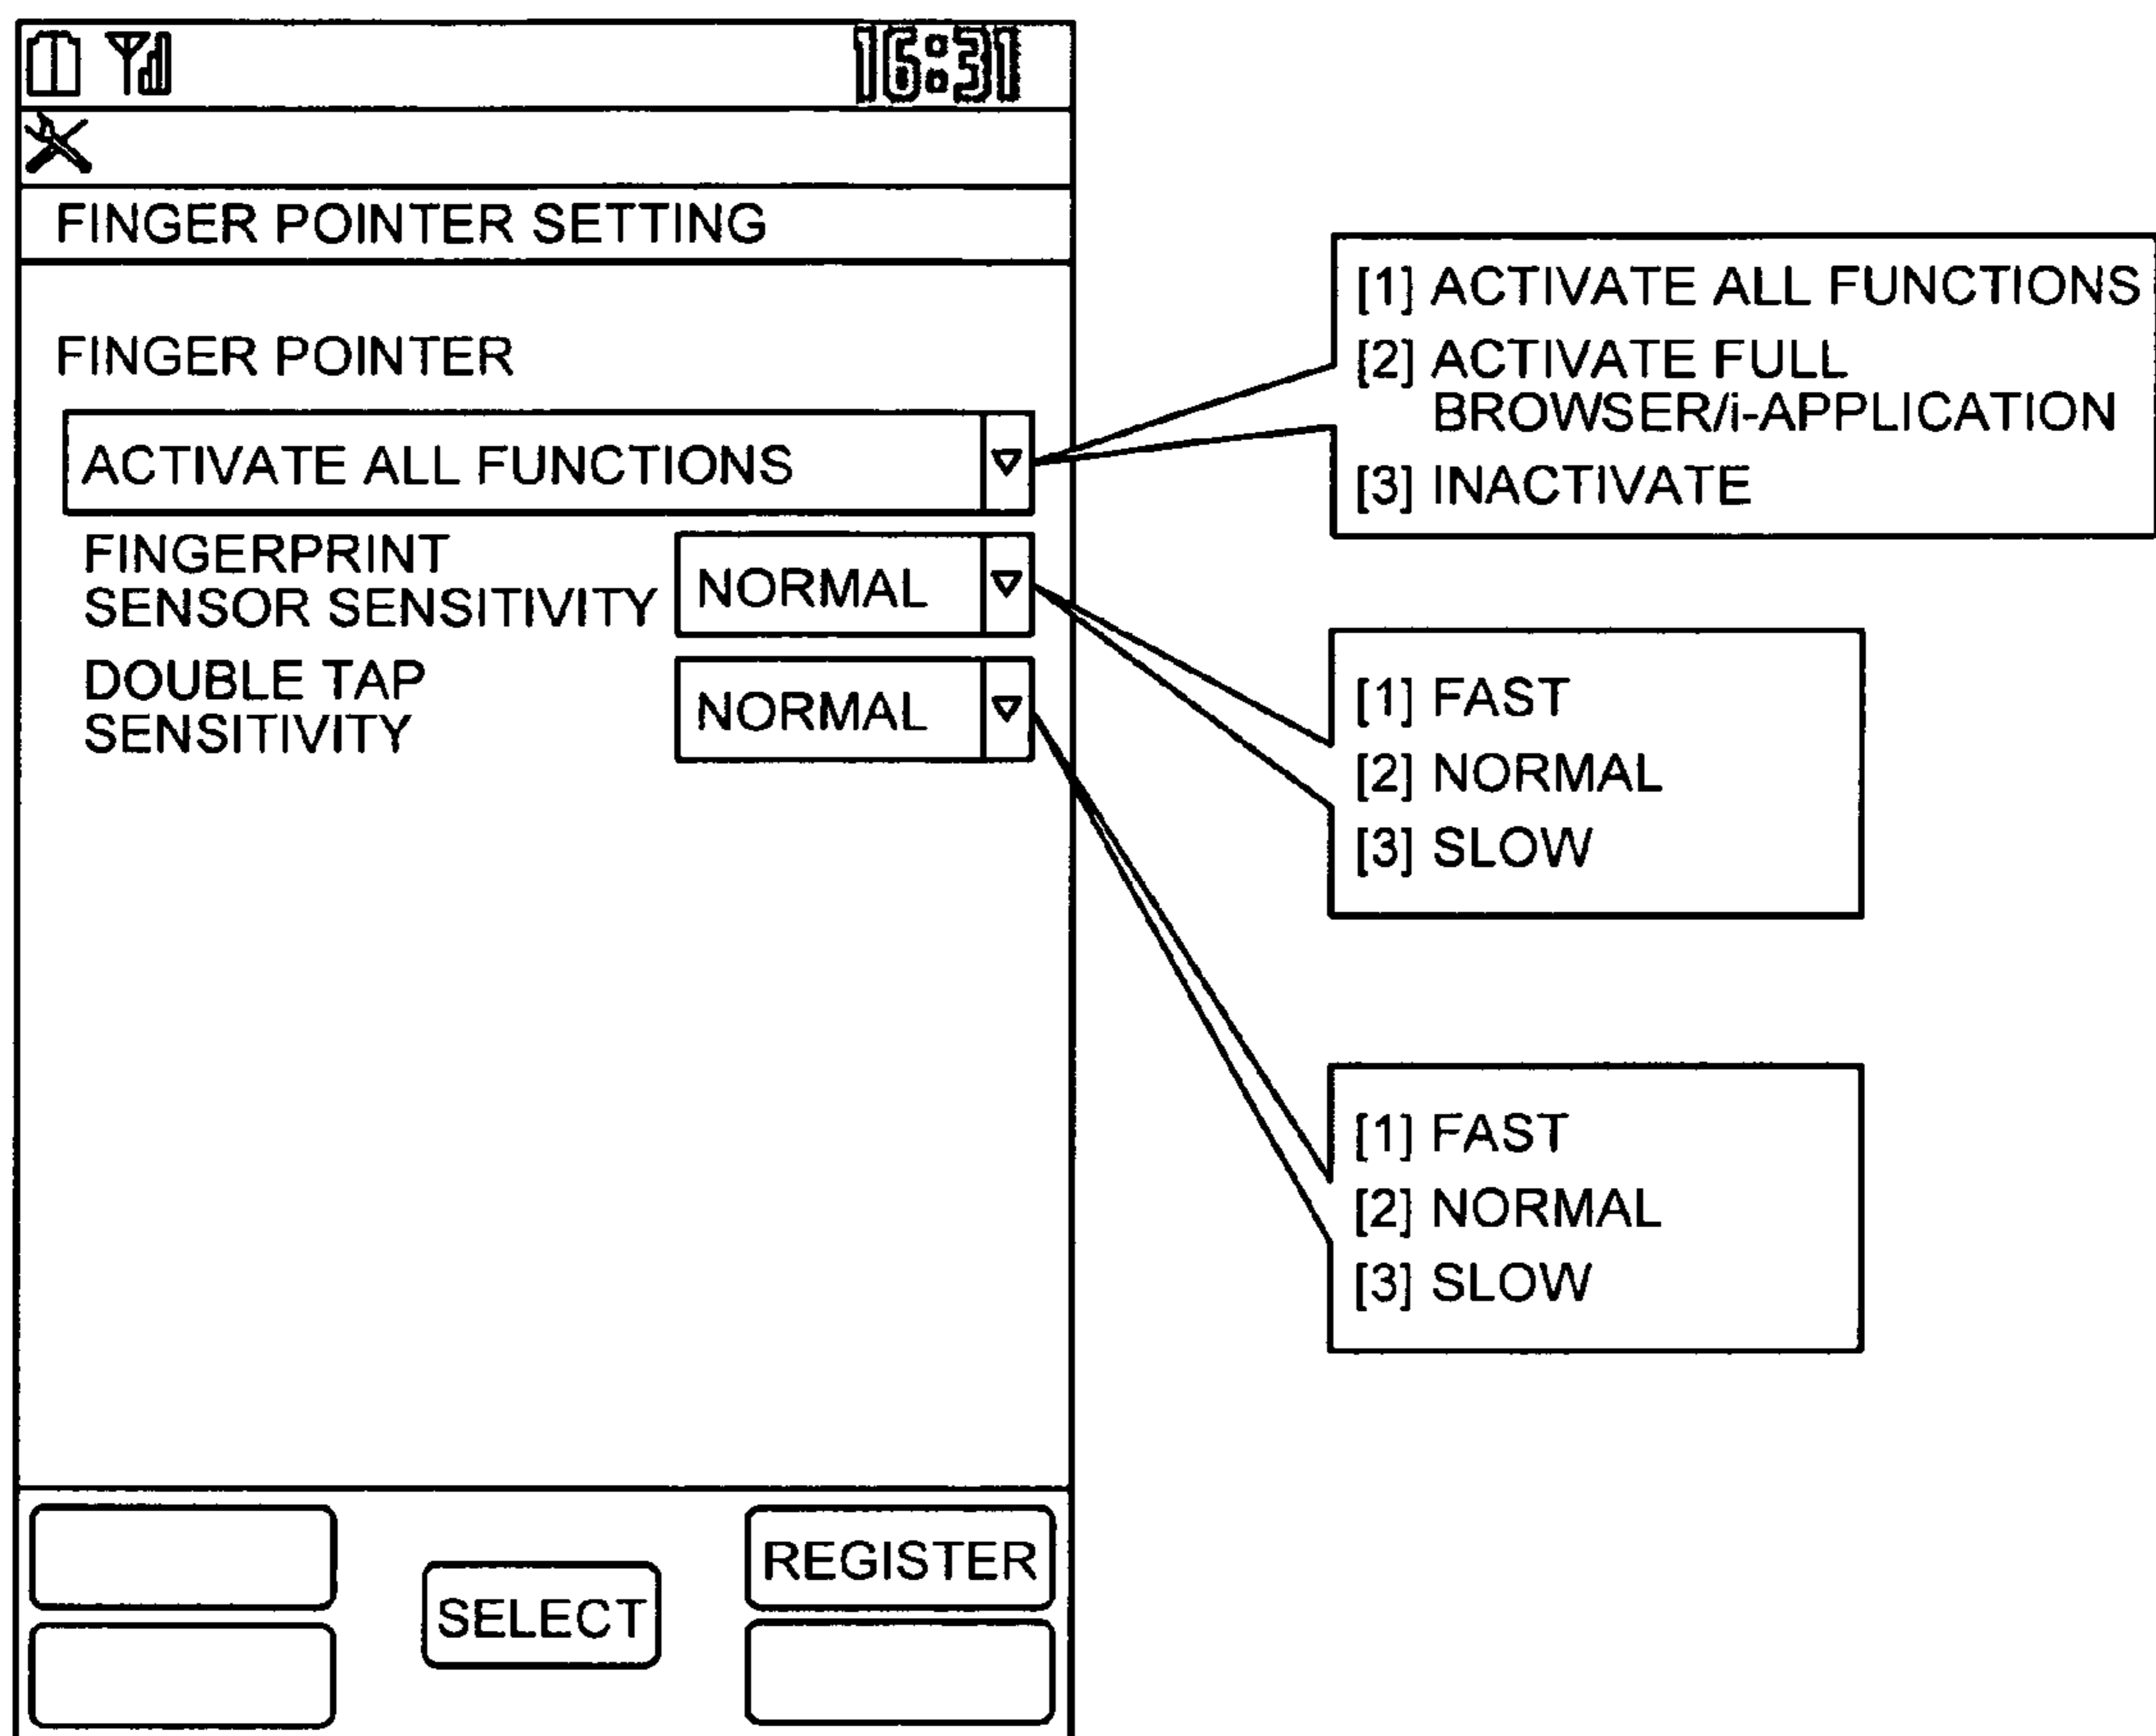 16:31
FINGER POINTER SETTING
FINGER POINTER
ACTIVATE ALL FUNCTIONS
FINGERPRINT
SENSOR SENSITIVITY
NORMAL
DOUBLE TAP
SENSITIVITY
NORMAL
[1] ACTIVATE ALL FUNCTIONS
[2] ACTIVATE FULL
BROWSER/i-APPLICATION
[3] INACTIVATE
[1] FAST
[2] NORMAL
[3] SLOW
[1] FAST
[2] NORMAL
[3] SLOW
SELECT
REGISTER